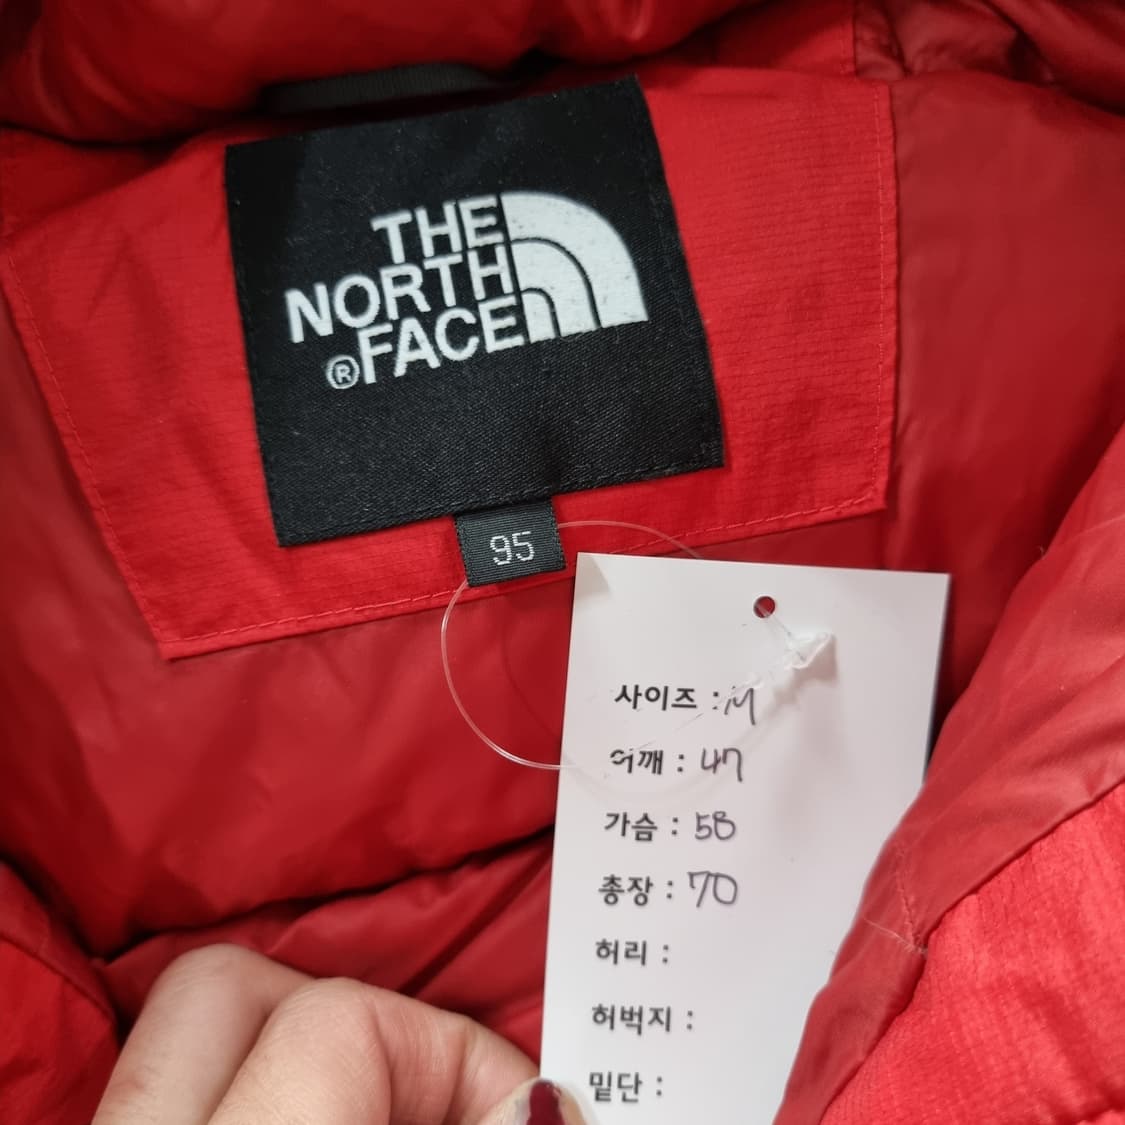 THE
NORTH
®FACE
95
사이즈 : M
어깨 : 47
가슴 : 58
총장 : 70
허리 :
허벅지 :
밑단 :